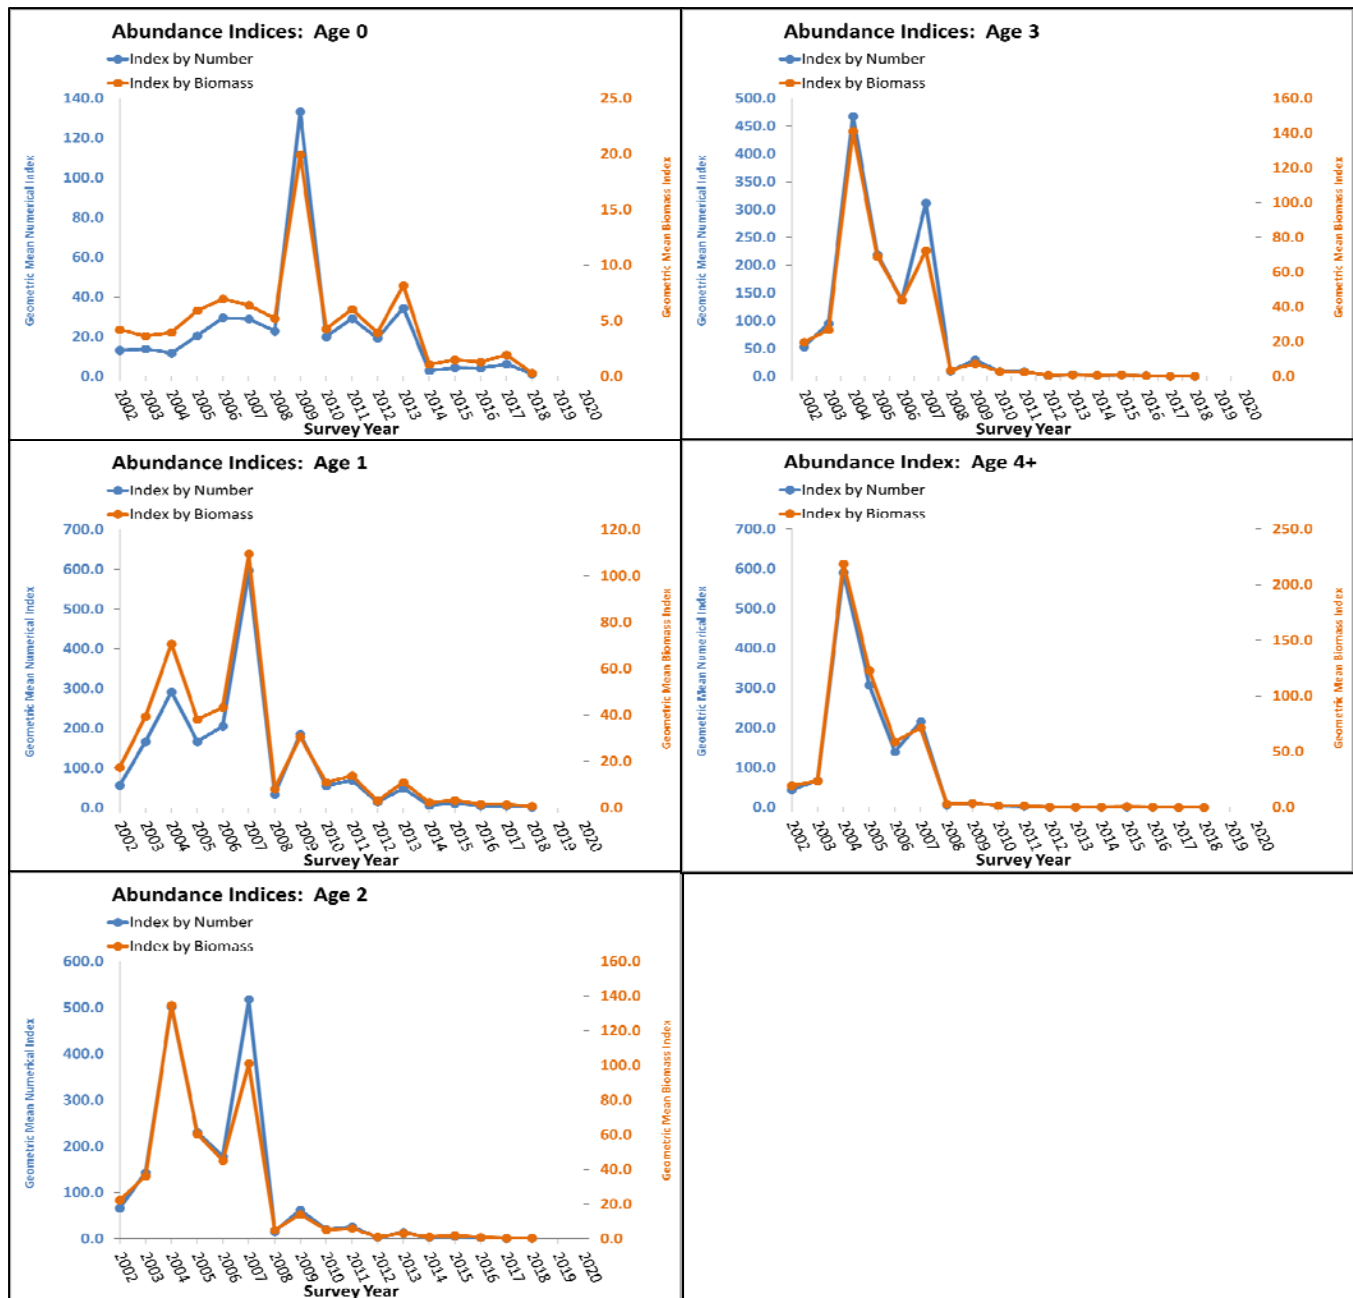 Abundance Indices: Age 0
Index by Number
Index by Biomass
140.0
120.0
100.0
80.0
60.0
40.0
20.0
0.0
Geometric Mean Numerical Index
25.0
20.0
15.0
10.0
5.0
0.0
Geometric Mean Biomass Index
2002 2003 2004 2005 2006 2007 2008 2009 2010 2011 2012 2013 2014 2015 2016 2017 2018 2019 2020
Survey Year
Abundance Indices: Age 3
Index by Number
Index by Biomass
500.0
450.0
400.0
350.0
300.0
250.0
200.0
150.0
100.0
50.0
0.0
Geometric Mean Numerical Index
160.0
140.0
120.0
100.0
80.0
60.0
40.0
20.0
0.0
Geometric Mean Biomass Index
2002 2003 2004 2005 2006 2007 2008 2009 2010 2011 2012 2013 2014 2015 2016 2017 2018 2019 2020
Survey Year
Abundance Indices: Age 1
Index by Number
Index by Biomass
700.0
600.0
500.0
400.0
300.0
200.0
100.0
0.0
Geometric Mean Numerical Index
120.0
100.0
80.0
60.0
40.0
20.0
0.0
Geometric Mean Biomass Index
2002 2003 2004 2005 2006 2007 2008 2009 2010 2011 2012 2013 2014 2015 2016 2017 2018 2019 2020
Survey Year
Abundance Index: Age 4+
Index by Number
Index by Biomass
700.0
600.0
500.0
400.0
300.0
200.0
100.0
0.0
Geometric Mean Numerical Index
250.0
200.0
150.0
100.0
50.0
0.0
Geometric Mean Biomass Index
2002 2003 2004 2005 2006 2007 2008 2009 2010 2011 2012 2013 2014 2015 2016 2017 2018 2019 2020
Survey Year
Abundance Indices: Age 2
Index by Number
Index by Biomass
600.0
500.0
400.0
300.0
200.0
100.0
0.0
Geometric Mean Numerical Index
160.0
140.0
120.0
100.0
80.0
60.0
40.0
20.0
0.0
Geometric Mean Biomass Index
2002 2003 2004 2005 2006 2007 2008 2009 2010 2011 2012 2013 2014 2015 2016 2017 2018 2019 2020
Survey Year